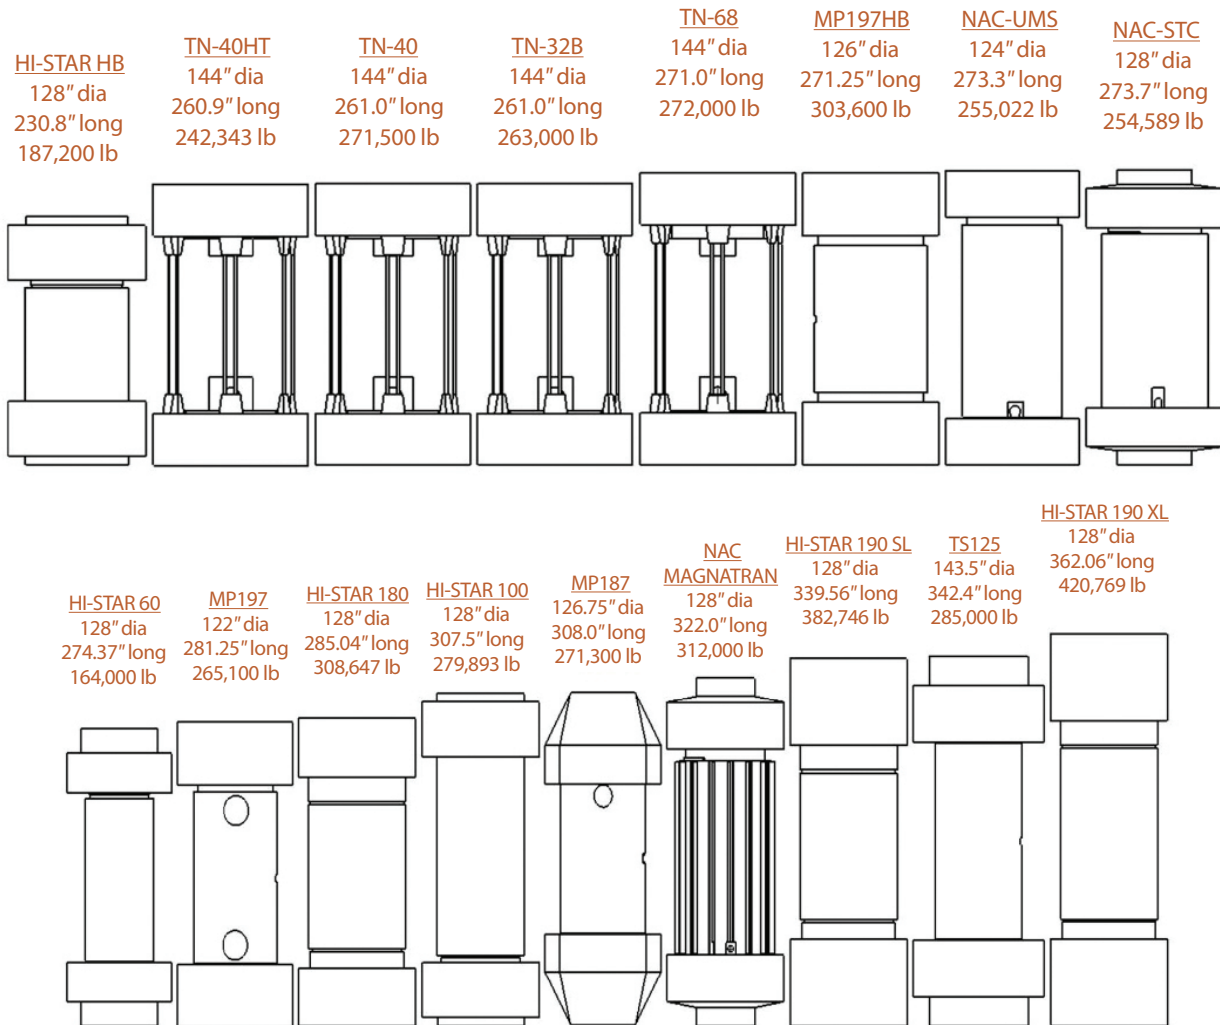 HI-STAR HB
128" dia
230.8" long
187,200 lb
TN-40HT
144" dia
260.9" long
242,343 lb
TN-40
144" dia
261.0" long
271,500 lb
TN-32B
144" dia
261.0" long
263,000 lb
TN-68
144" dia
271.0" long
272,000 lb
MP197HB
126" dia
271.25" long
303,600 lb
NAC-UMS
124" dia
273.3" long
255,022 lb
NAC-STC
128" dia
273.7" long
254,589 lb
HI-STAR 60
128" dia
274.37" long
164,000 lb
MP197
122" dia
281.25" long
265,100 lb
HI-STAR 180
128" dia
285.04" long
308,647 lb
HI-STAR 100
128" dia
307.5" long
279,893 lb
MP187
126.75" dia
308.0" long
271,300 lb
NAC
MAGNATRAN
128" dia
322.0" long
312,000 lb
HI-STAR 190 SL
128" dia
339.56" long
382,746 lb
TS125
143.5" dia
342.4" long
285,000 lb
HI-STAR 190 XL
128" dia
362.06" long
420,769 lb